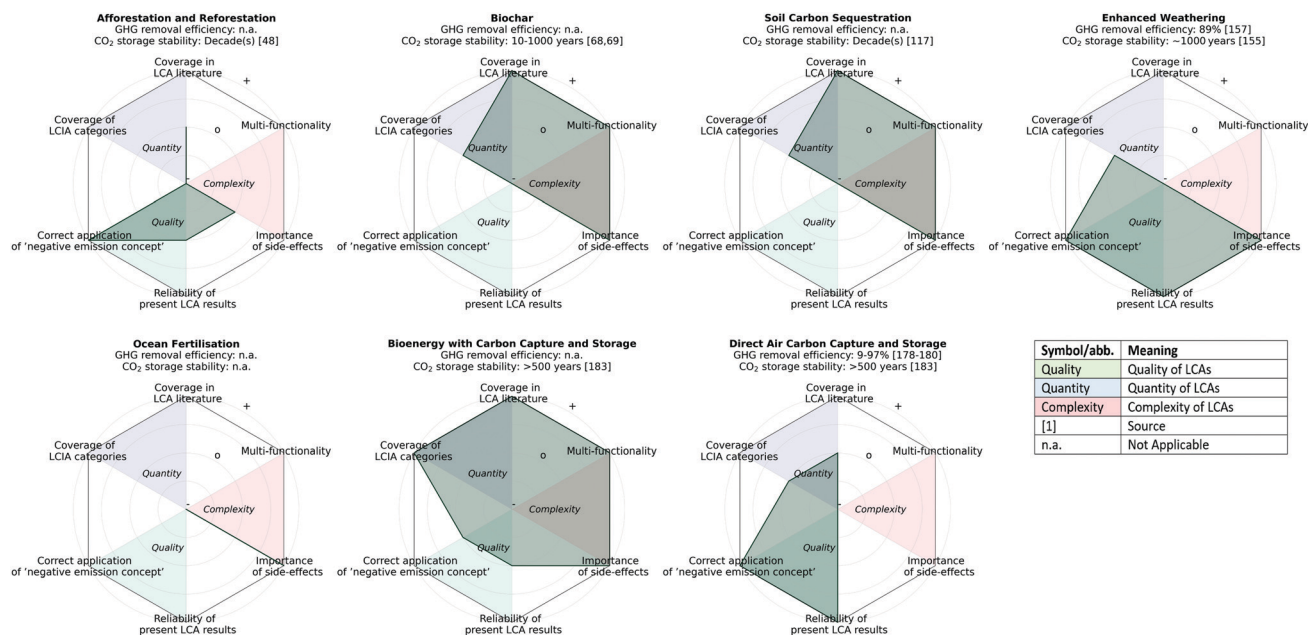 Afforestation and Reforestation
GHG removal efficiency: n.a.
CO₂ storage stability: Decade(s) [48]
Coverage in
LCA literature
+
Coverage of
LCIA categories
o
Multi-functionality
Quantity
-
Complexity
Quality
Correct application
of ‘negative emission concept’
Importance
of side-effects
Reliability of
present LCA results
Biochar
GHG removal efficiency: n.a.
CO₂ storage stability: 10-1000 years [68,69]
Coverage in
LCA literature
+
Coverage of
LCIA categories
o
Multi-functionality
Quantity
-
Complexity
Quality
Correct application
of ‘negative emission concept’
Importance
of side-effects
Reliability of
present LCA results
Soil Carbon Sequestration
GHG removal efficiency: n.a.
CO₂ storage stability: Decade(s) [117]
Coverage in
LCA literature
+
Coverage of
LCIA categories
o
Multi-functionality
Quantity
-
Complexity
Quality
Correct application
of ‘negative emission concept’
Importance
of side-effects
Reliability of
present LCA results
Enhanced Weathering
GHG removal efficiency: 89% [157]
CO₂ storage stability: ~1000 years [155]
Coverage in
LCA literature
+
Coverage of
LCIA categories
o
Multi-functionality
Quantity
-
Complexity
Quality
Correct application
of ‘negative emission concept’
Importance
of side-effects
Reliability of
present LCA results
Ocean Fertilisation
GHG removal efficiency: n.a.
CO₂ storage stability: n.a.
Coverage in
LCA literature
+
Coverage of
LCIA categories
o
Multi-functionality
Quantity
-
Complexity
Quality
Correct application
of ‘negative emission concept’
Importance
of side-effects
Reliability of
present LCA results
Bioenergy with Carbon Capture and Storage
GHG removal efficiency: n.a.
CO₂ storage stability: >500 years [183]
Coverage in
LCA literature
+
Coverage of
LCIA categories
o
Multi-functionality
Quantity
-
Complexity
Quality
Correct application
of ‘negative emission concept’
Importance
of side-effects
Reliability of
present LCA results
Direct Air Carbon Capture and Storage
GHG removal efficiency: 9-97% [178-180]
CO₂ storage stability: >500 years [183]
Coverage in
LCA literature
+
Coverage of
LCIA categories
o
Multi-functionality
Quantity
-
Complexity
Quality
Correct application
of ‘negative emission concept’
Importance
of side-effects
Reliability of
present LCA results
Symbol/abb. Meaning
Quality Quality of LCAs
Quantity Quantity of LCAs
Complexity Complexity of LCAs
[1] Source
n.a. Not Applicable